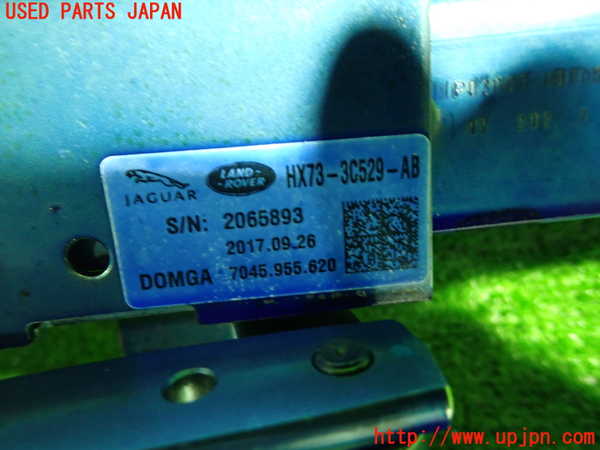 USED PARTS JAPAN
JAGUAR LAND ROVER HX73-3C529-AB
S/N: 2065893
2017.09.26
DOMGA 7045.955.620
http://www.upjpn.com/